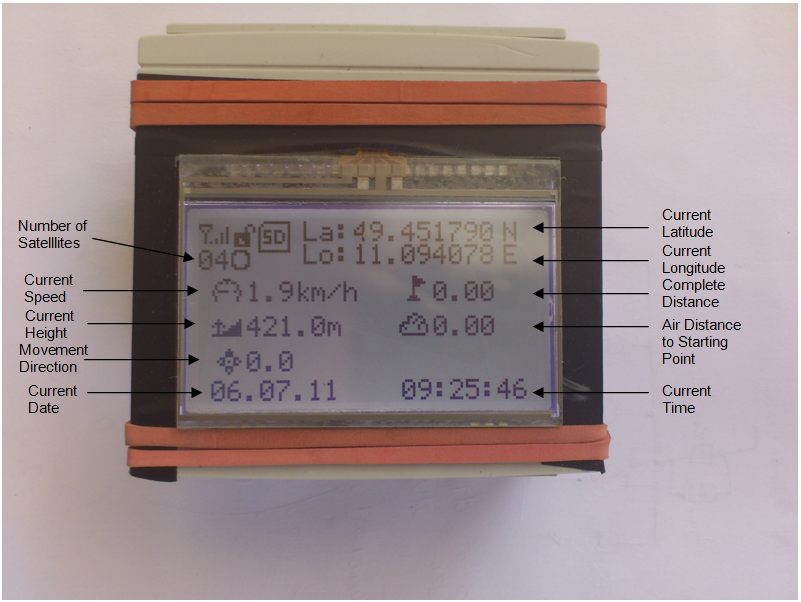 Number of
Satelllites
Current
Speed
Current
Height
Movement
Direction
Current
Date
SD
La: 49.451790 N
04
Lo: 11.094078 E
1.9km/h
0.00
421.0m
0.00
0.0
06.07.11
09:25:46
Current
Latitude
Current
Longitude
Complete
Distance
Air Distance
to Starting
Point
Current
Time